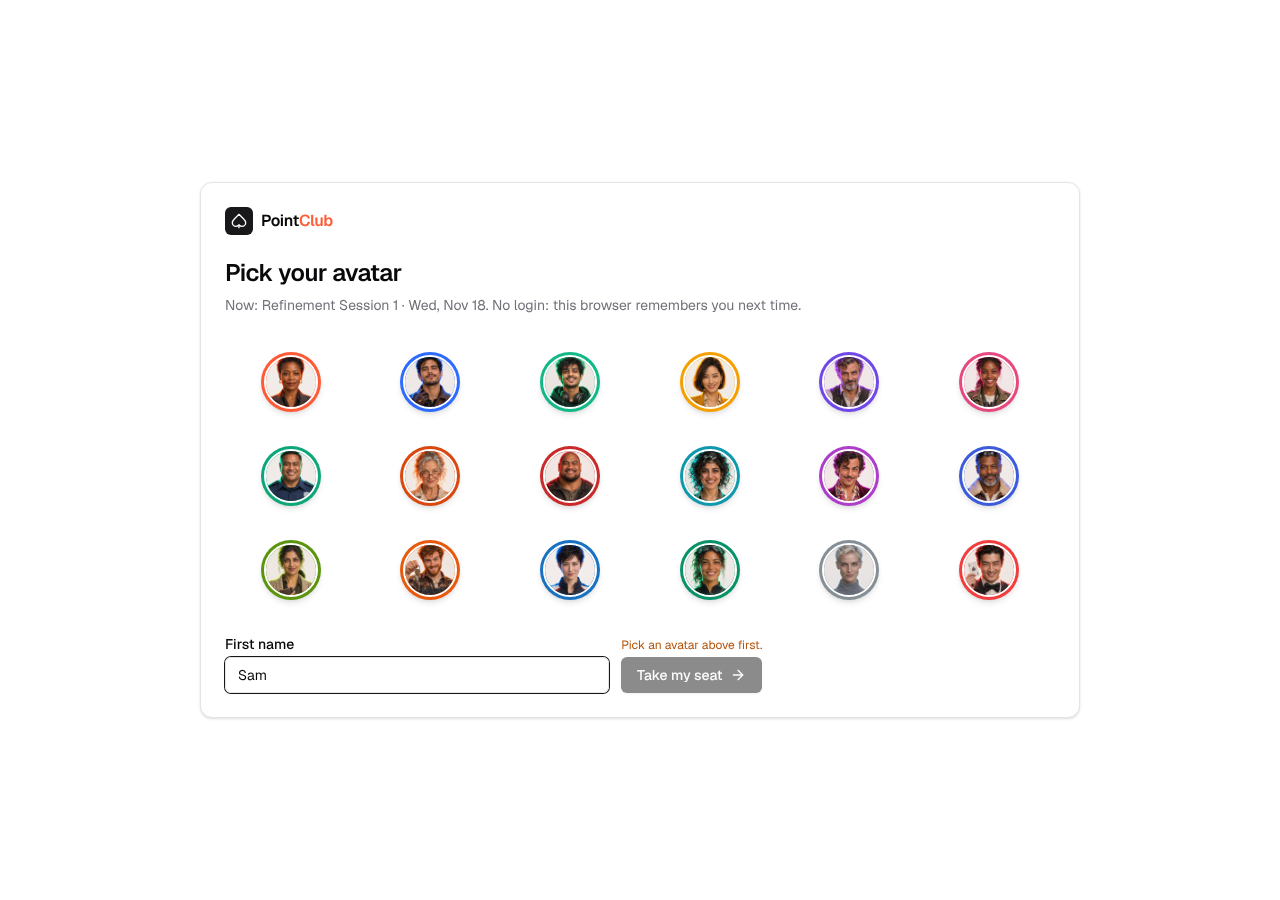 PointClub
Pick your avatar
Now: Refinement Session 1 · Wed, Nov 18. No login: this browser remembers you next time.
First name
Pick an avatar above first.
Sam
Take my seat